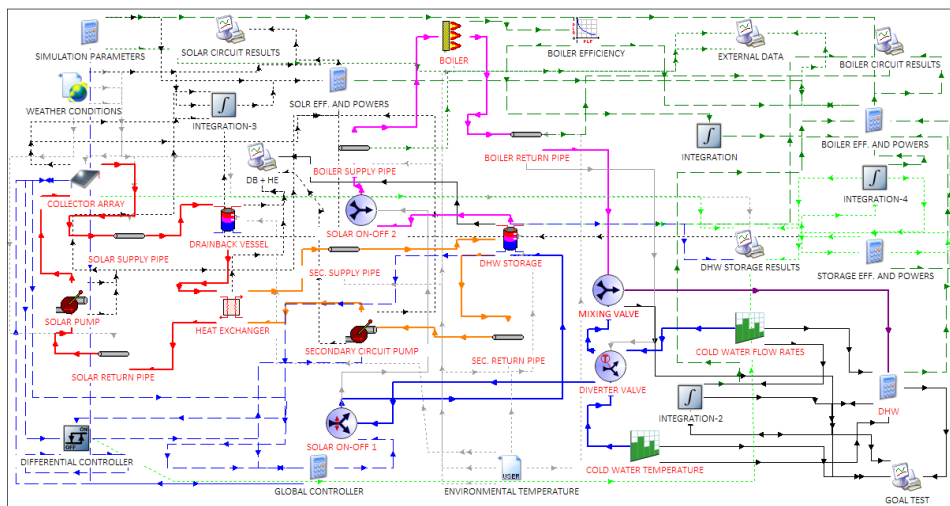 SIMULATION PARAMETERS
SOLAR CIRCUIT RESULTS
BOILER
BOILER EFFICIENCY
EXTERNAL DATA
BOILER CIRCUIT RESULTS
WEATHER CONDITIONS
SOLR EFF. AND POWERS
INTEGRATION-3
INTEGRATION
BOILER EFF. AND POWERS
DB + HE
BOILER SUPPLY PIPE
BOILER RETURN PIPE
COLLECTOR ARRAY
INTEGRATION-4
SOLAR ON-OFF 2
DRAINBACK VESSEL
SOLAR SUPPLY PIPE
SEC. SUPPLY PIPE
DHW STORAGE
DHW STORAGE RESULTS
STORAGE EFF. AND POWERS
SOLAR PUMP
HEAT EXCHANGER
MIXING VALVE
SECONDARY CIRCUIT PUMP
SEC. RETURN PIPE
COLD WATER FLOW RATES
SOLAR RETURN PIPE
DIVERTER VALVE
INTEGRATION-2
DHW
ON
OFF
DIFFERENTIAL CONTROLLER
SOLAR ON-OFF 1
COLD WATER TEMPERATURE
USER
GLOBAL CONTROLLER
ENVIRONMENTAL TEMPERATURE
GOAL TEST